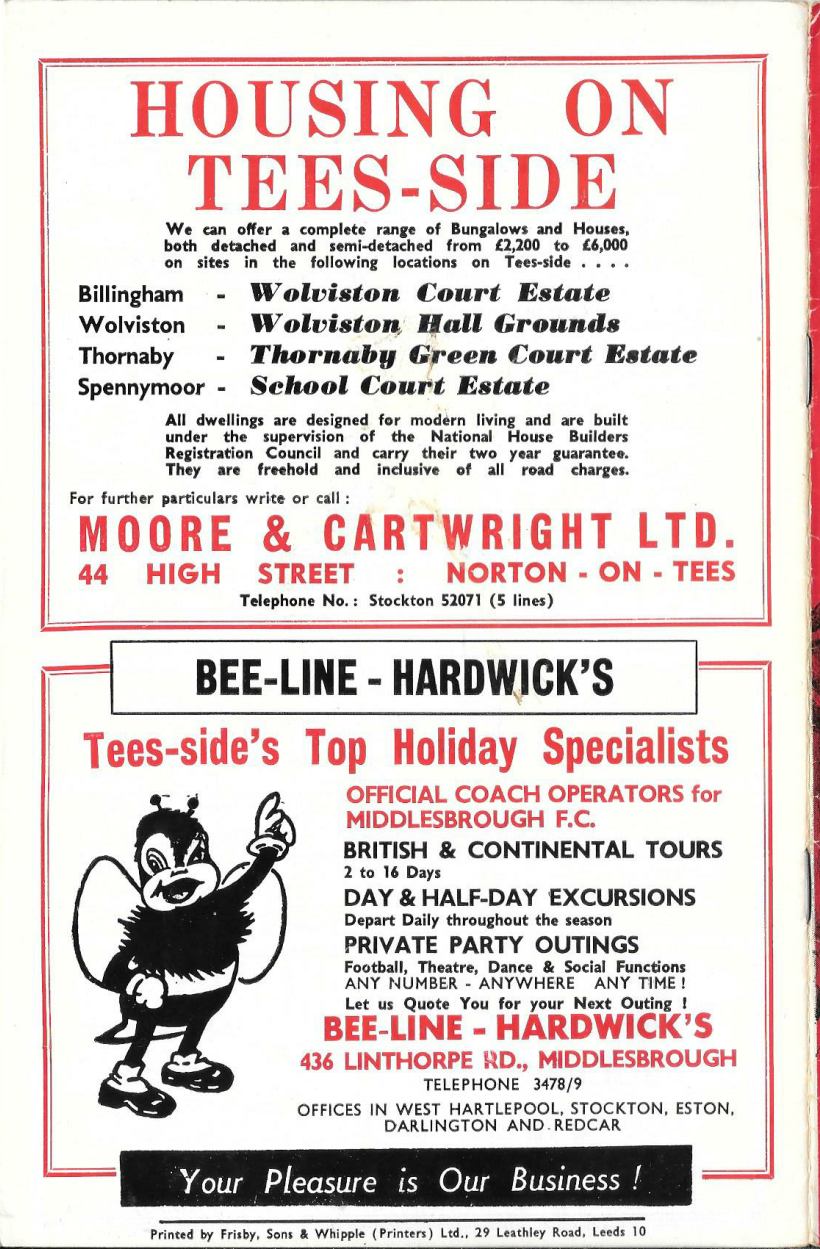 HOUSING ON
TEES-SIDE
We can offer a complete range of Bungalows and Houses,
both detached and semi-detached from £2,200 to £6,000
on sites in the following locations on Tees-side . . . .
Billingham - Wolviston Court Estate
Wolviston - Wolviston Hall Grounds
Thornaby - Thornaby Green Court Estate
Spennymoor - School Court Estate
All dwellings are designed for modern living and are built
under the supervision of the National House Builders
Registration Council and carry their two year guarantee.
They are freehold and inclusive of all road charges.
For further particulars write or call :
MOORE & CARTWRIGHT LTD.
44 HIGH STREET : NORTON - ON - TEES
Telephone No. : Stockton 52071 (5 lines)
BEE-LINE - HARDWICK'S
Tees-side's Top Holiday Specialists
OFFICIAL COACH OPERATORS for
MIDDLESBROUGH F.C.
BRITISH & CONTINENTAL TOURS
2 to 16 Days
DAY & HALF-DAY EXCURSIONS
Depart Daily throughout the season
PRIVATE PARTY OUTINGS
Football, Theatre, Dance & Social Functions
ANY NUMBER - ANYWHERE ANY TIME !
Let us Quote You for your Next Outing !
BEE-LINE - HARDWICK'S
436 LINTHORPE RD., MIDDLESBROUGH
TELEPHONE 3478/9
OFFICES IN WEST HARTLEPOOL, STOCKTON, ESTON,
DARLINGTON AND REDCAR
Your Pleasure is Our Business !
Printed by Frisby, Sons & Whipple (Printers) Ltd., 29 Leathley Road, Leeds 10